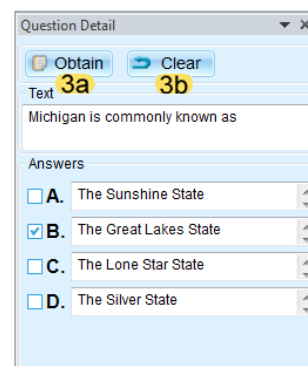 Question Detail
Obtain Clear
3a 3b
Text
Michigan is commonly known as
Answers
A. The Sunshine State
B. The Great Lakes State
C. The Lone Star State
D. The Silver State